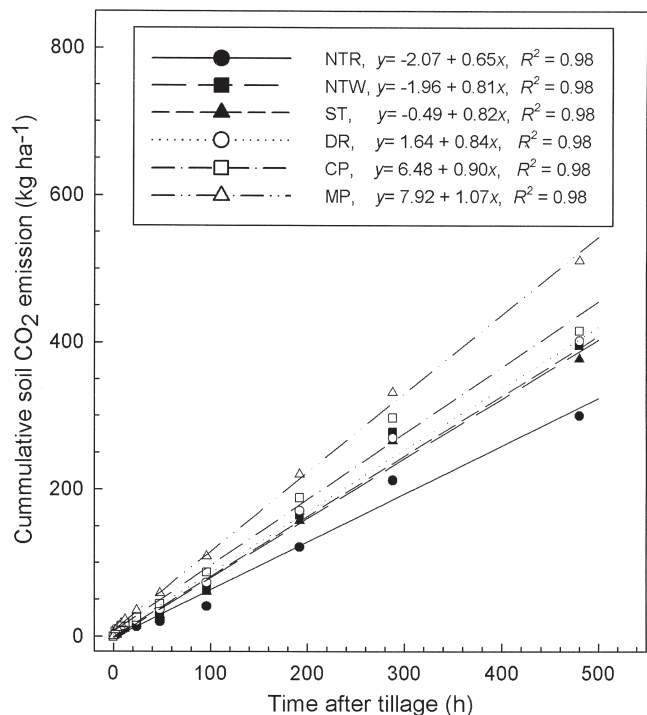 800
600
400
200
0
Cummulative soil CO2 emission (kg ha-1)
NTR, y= -2.07 + 0.65x, R² = 0.98
NTW, y= -1.96 + 0.81x, R² = 0.98
ST, y= -0.49 + 0.82x, R² = 0.98
DR, y= 1.64 + 0.84x, R² = 0.98
CP, y= 6.48 + 0.90x, R² = 0.98
MP, y= 7.92 + 1.07x, R² = 0.98
0 100 200 300 400 500
Time after tillage (h)